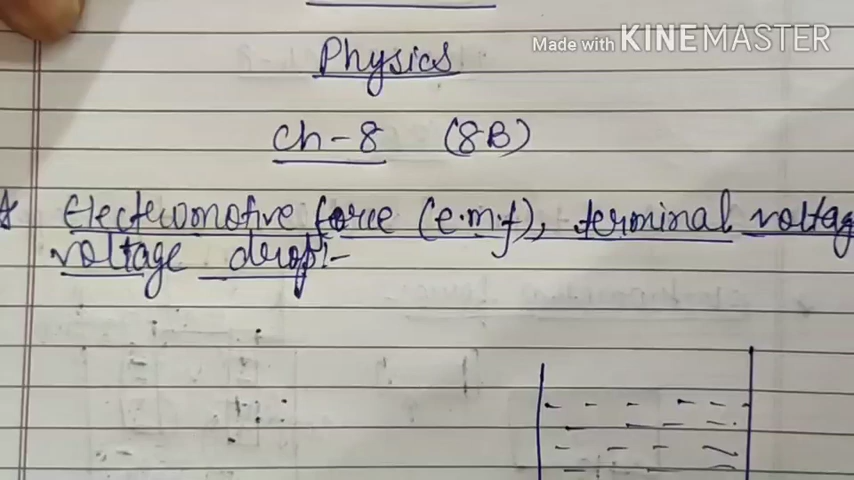 Made with KINEMASTER
Physics
Ch-8 (8B)
Electromotive force (e.m.f), terminal voltag
voltage drop:-